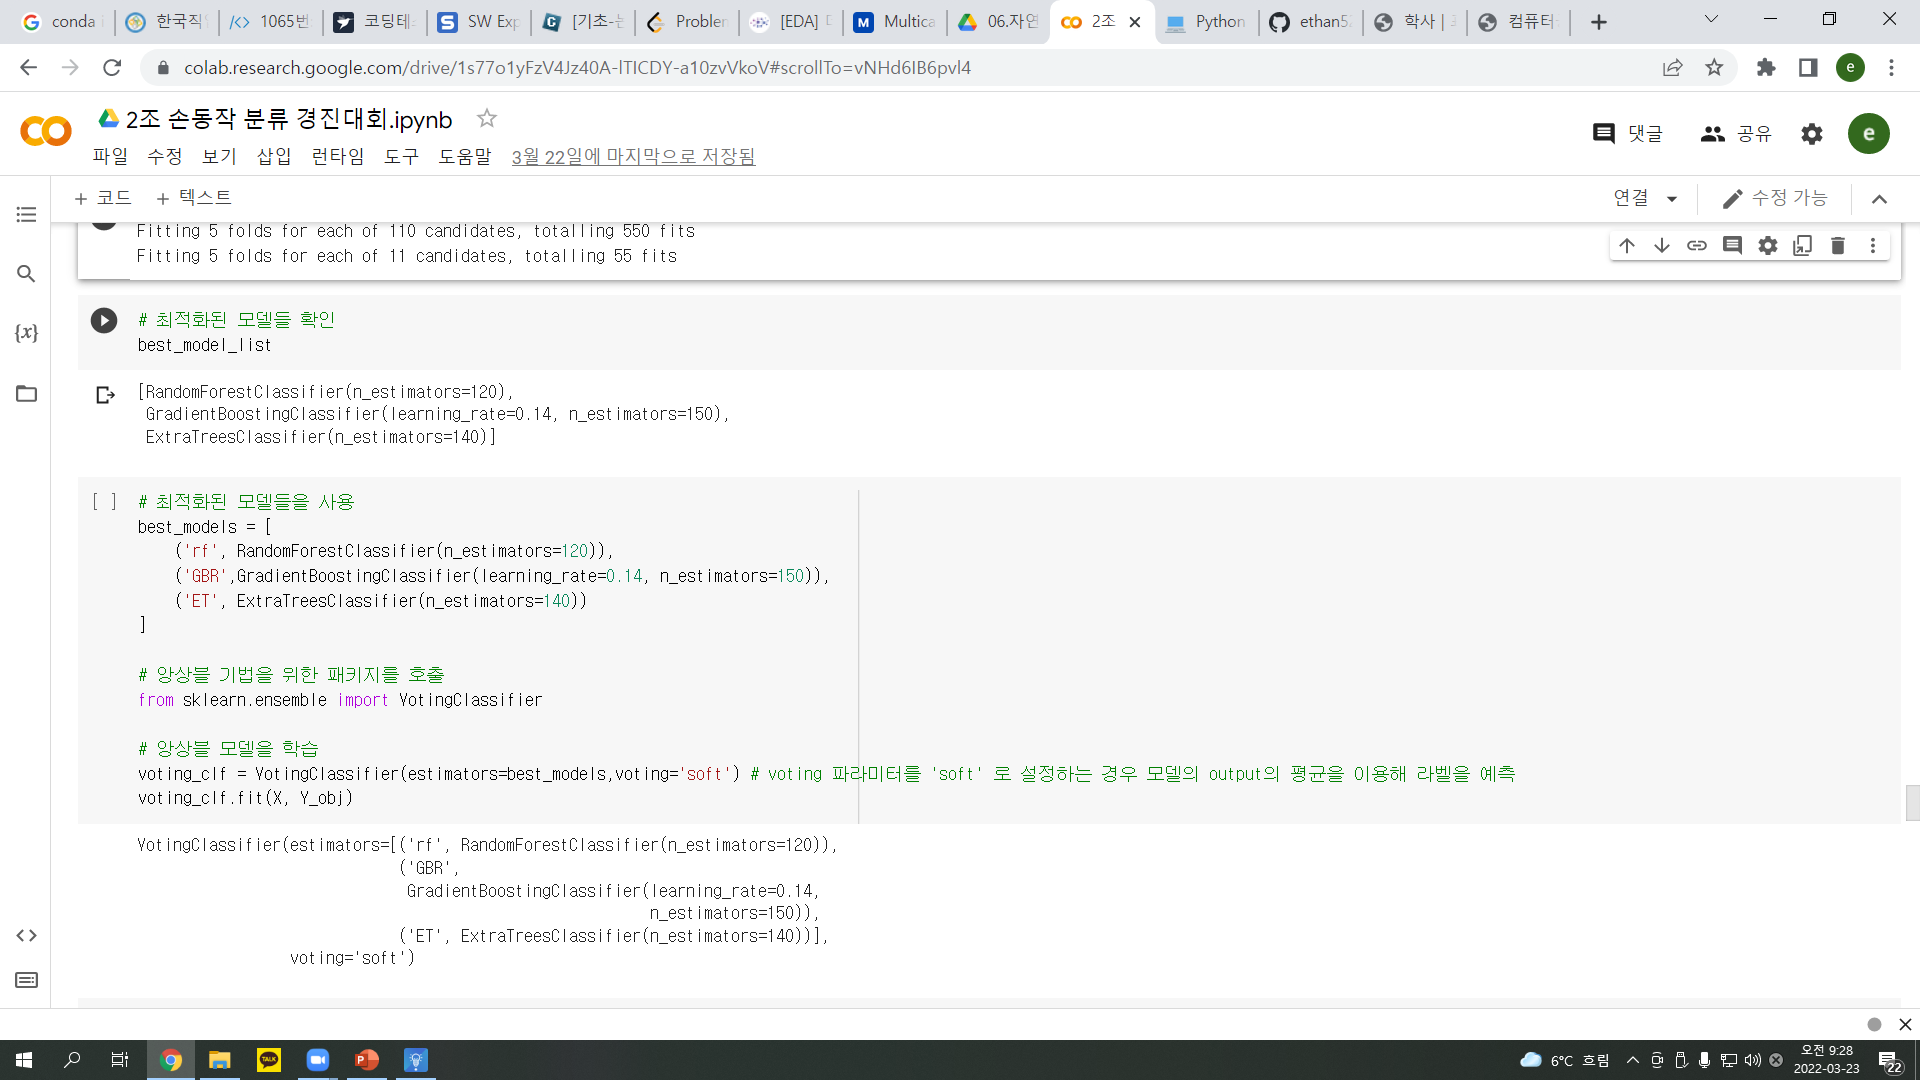 conda i
한국직업
1065번
코딩테스
SW Exp
[기초-논
Problem
[EDA]
Multica
06.자연
2조
Python
ethan52
학사 |
컴퓨터
colab.research.google.com/drive/1s77o1yFzV4Jz40A-lTICDY-a10zvVkoV#scrollTo=vNHd6IB6pvl4
e
CO
2조 손동작 분류 경진대회.ipynb
댓글
공유
e
파일 수정 보기 삽입 런타임 도구 도움말 3월 22일에 마지막으로 저장됨
+ 코드 + 텍스트
연결
수정 가능
Fitting 5 folds for each of 110 candidates, totalling 550 fits
Fitting 5 folds for each of 11 candidates, totalling 55 fits
{x}
# 최적화된 모델들 확인
best_model_list
[RandomForestClassifier(n_estimators=120),
GradientBoostingClassifier(learning_rate=0.14, n_estimators=150),
ExtraTreesClassifier(n_estimators=140)]
[ ] # 최적화된 모델들을 사용
best_models = [
('rf', RandomForestClassifier(n_estimators=120)),
('GBR',GradientBoostingClassifier(learning_rate=0.14, n_estimators=150)),
('ET', ExtraTreesClassifier(n_estimators=140))
]
# 앙상블 기법을 위한 패키지를 호출
from sklearn.ensemble import VotingClassifier
# 앙상블 모델을 학습
voting_clf = VotingClassifier(estimators=best_models,voting='soft') # voting 파라미터를 'soft' 로 설정하는 경우 모델의 output의 평균을 이용해 라벨을 예측
voting_clf.fit(X, Y_obj)
VotingClassifier(estimators=[('rf', RandomForestClassifier(n_estimators=120)),
('GBR',
GradientBoostingClassifier(learning_rate=0.14,
n_estimators=150)),
('ET', ExtraTreesClassifier(n_estimators=140))],
voting='soft')
TALK
6°C 흐림
오전 9:28
2022-03-23
22